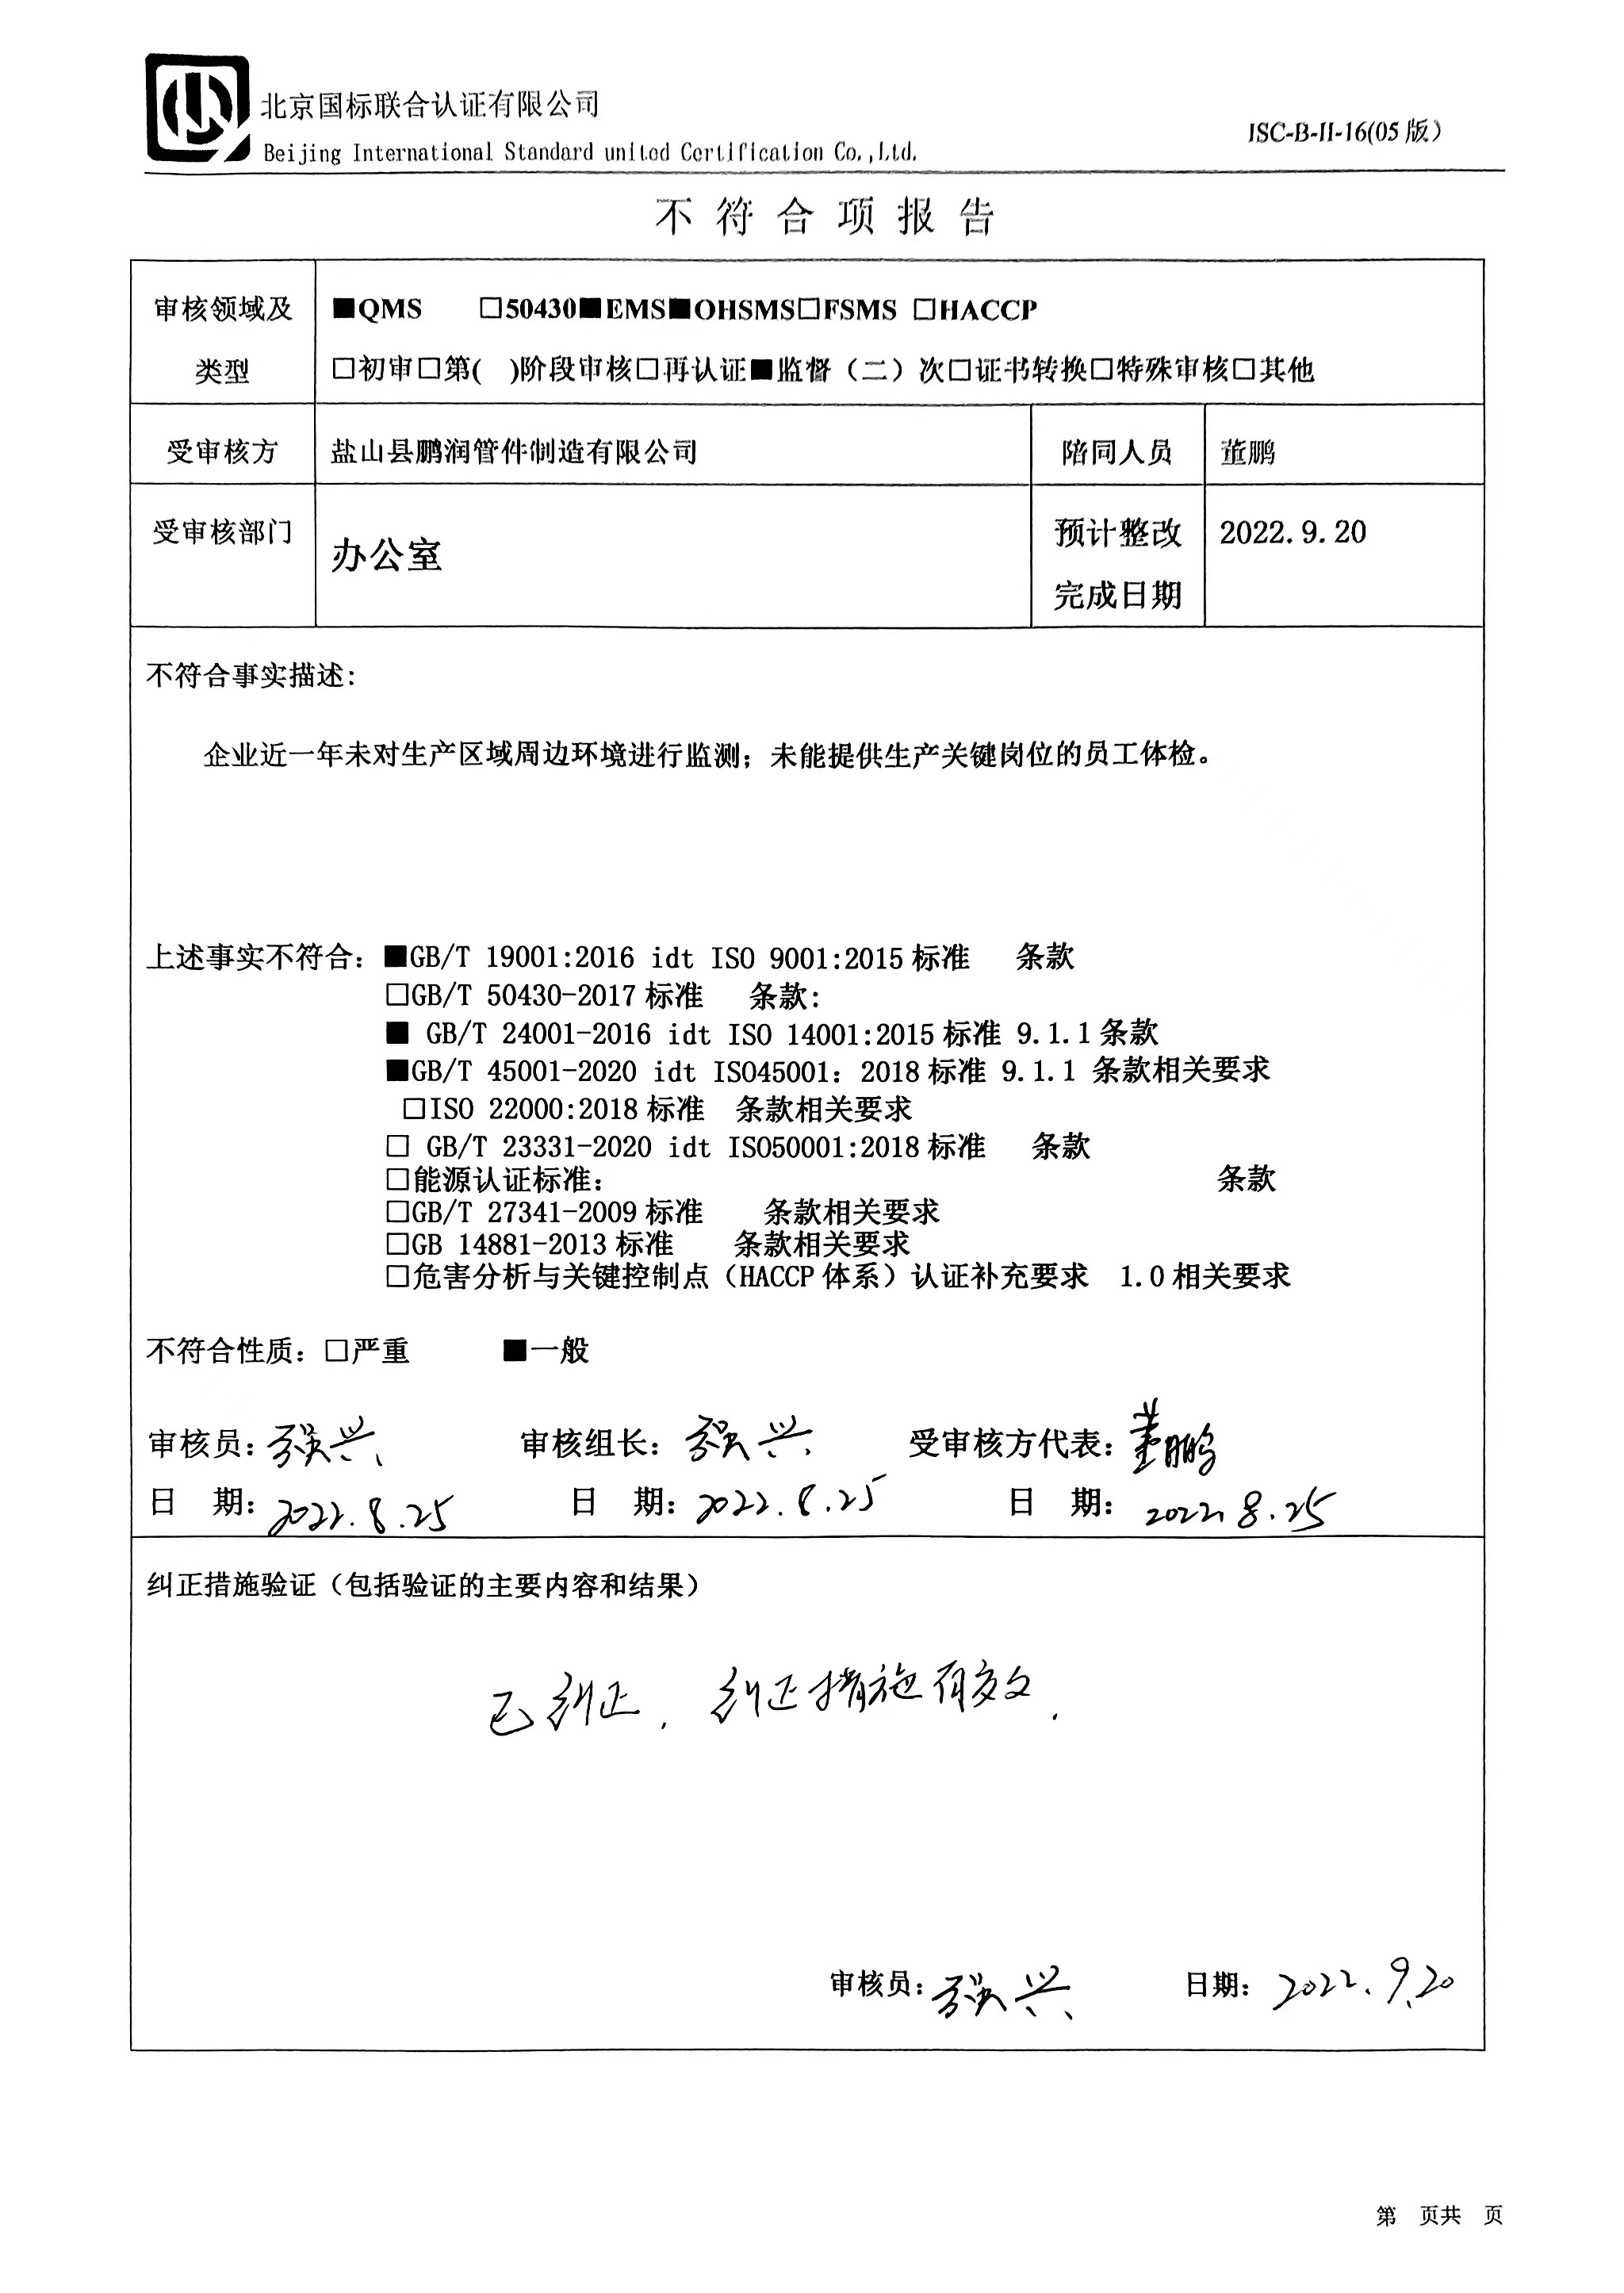 北京国标联合认证有限公司
Beijing International Standard united Certification Co.,Ltd.
ISC-B-II-16(05版)
不符合项报告
审核领域及类型
■QMS □50430■EMS■OHSMS□FSMS □HACCP
□初审□第( )阶段审核□再认证■监督（二）次□证书转换□特殊审核□其他
受审核方 盐山县鹏润管件制造有限公司 陪同人员 董鹏
受审核部门 办公室 预计整改完成日期 2022.9.20
不符合事实描述：
企业近一年未对生产区域周边环境进行监测；未能提供生产关键岗位的员工体检。
上述事实不符合：■GB/T 19001:2016 idt ISO 9001:2015标准 条款
□GB/T 50430-2017标准 条款：
■ GB/T 24001-2016 idt ISO 14001:2015标准 9.1.1条款
■GB/T 45001-2020 idt ISO45001：2018标准 9.1.1 条款相关要求
□ISO 22000:2018标准 条款相关要求
□ GB/T 23331-2020 idt ISO50001:2018标准 条款
□能源认证标准： 条款
□GB/T 27341-2009标准 条款相关要求
□GB 14881-2013标准 条款相关要求
□危害分析与关键控制点（HACCP体系）认证补充要求 1.0相关要求
不符合性质：□严重 ■一般
审核员： 审核组长： 受审核方代表：董鹏
日 期：2022.8.25 日 期：2022.8.25 日 期：2022.8.25
纠正措施验证（包括验证的主要内容和结果）
已纠正，纠正措施有效.
审核员： 日期：2022.9.20
第 页共 页